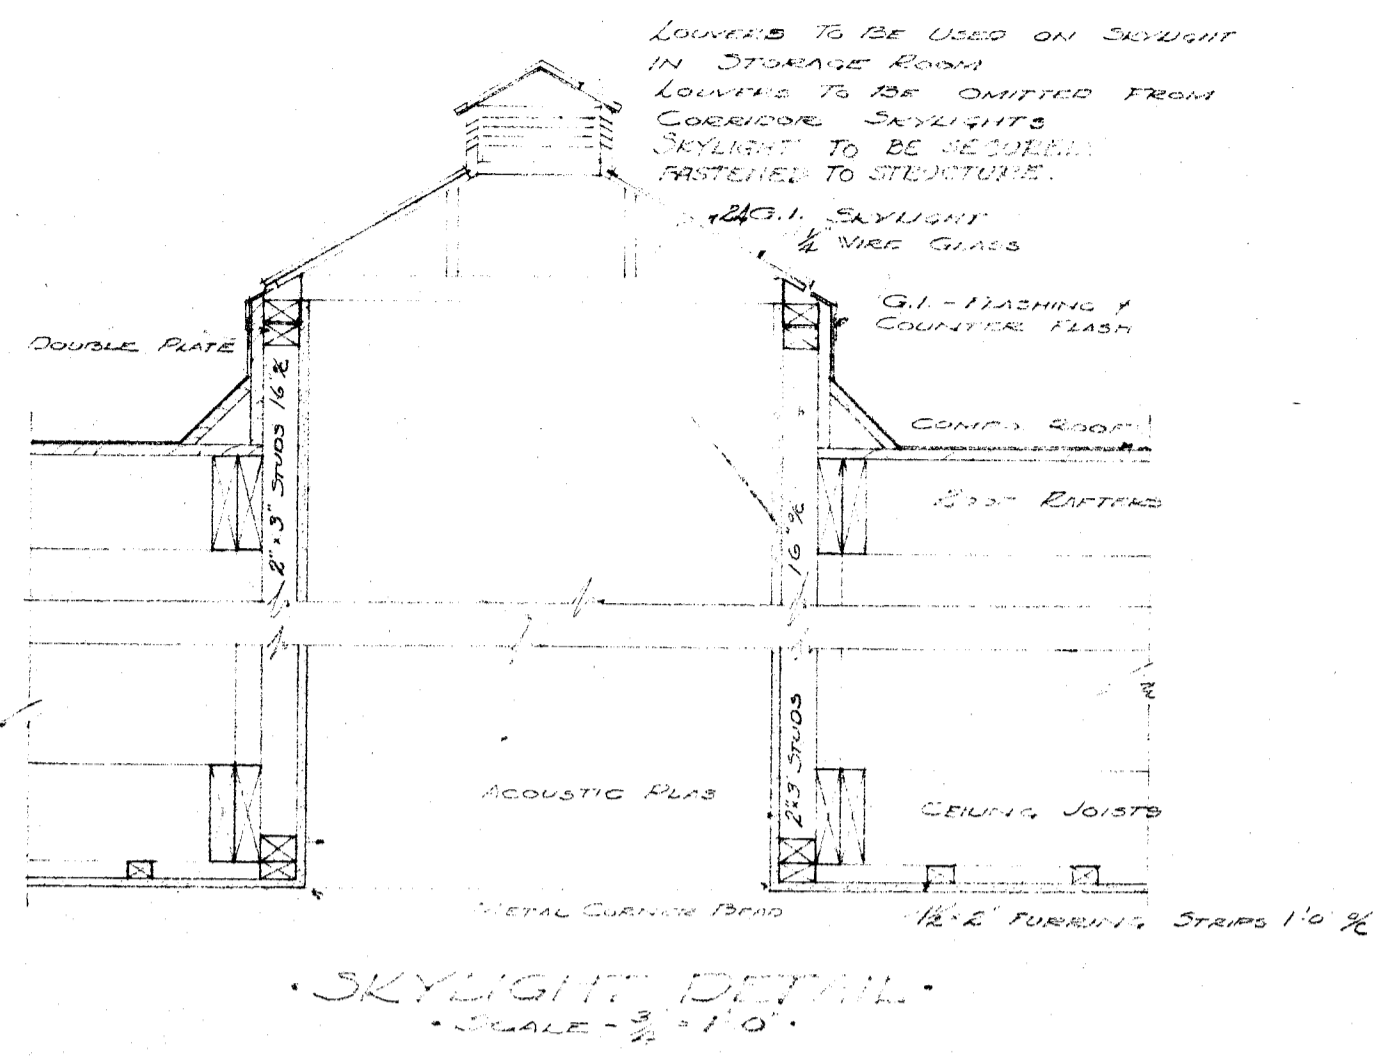 LOUVERS TO BE USED ON SKYLIGHT
IN STORAGE ROOM
LOUVERS TO BE OMITTED FROM
CORRIDOR SKYLIGHTS
SKYLIGHT TO BE SECURELY
FASTENED TO STRUCTURE.
24 G.I. SKYLIGHT
1/4" WIRE GLASS
G.I. - FLASHING &
COUNTER FLASH
DOUBLE PLATE
2" x 3" STUDS 16" o/c
COMPO ROOF
ROOF RAFTERS
16" o/c
2"x3" STUDS
ACOUSTIC PLAS
CEILING JOISTS
METAL CORNER BEAD
1/2" x 2" FURRING STRIPS 1'-0" o/c
• SKYLIGHT DETAIL •
• SCALE - 3/4" = 1'-0" •